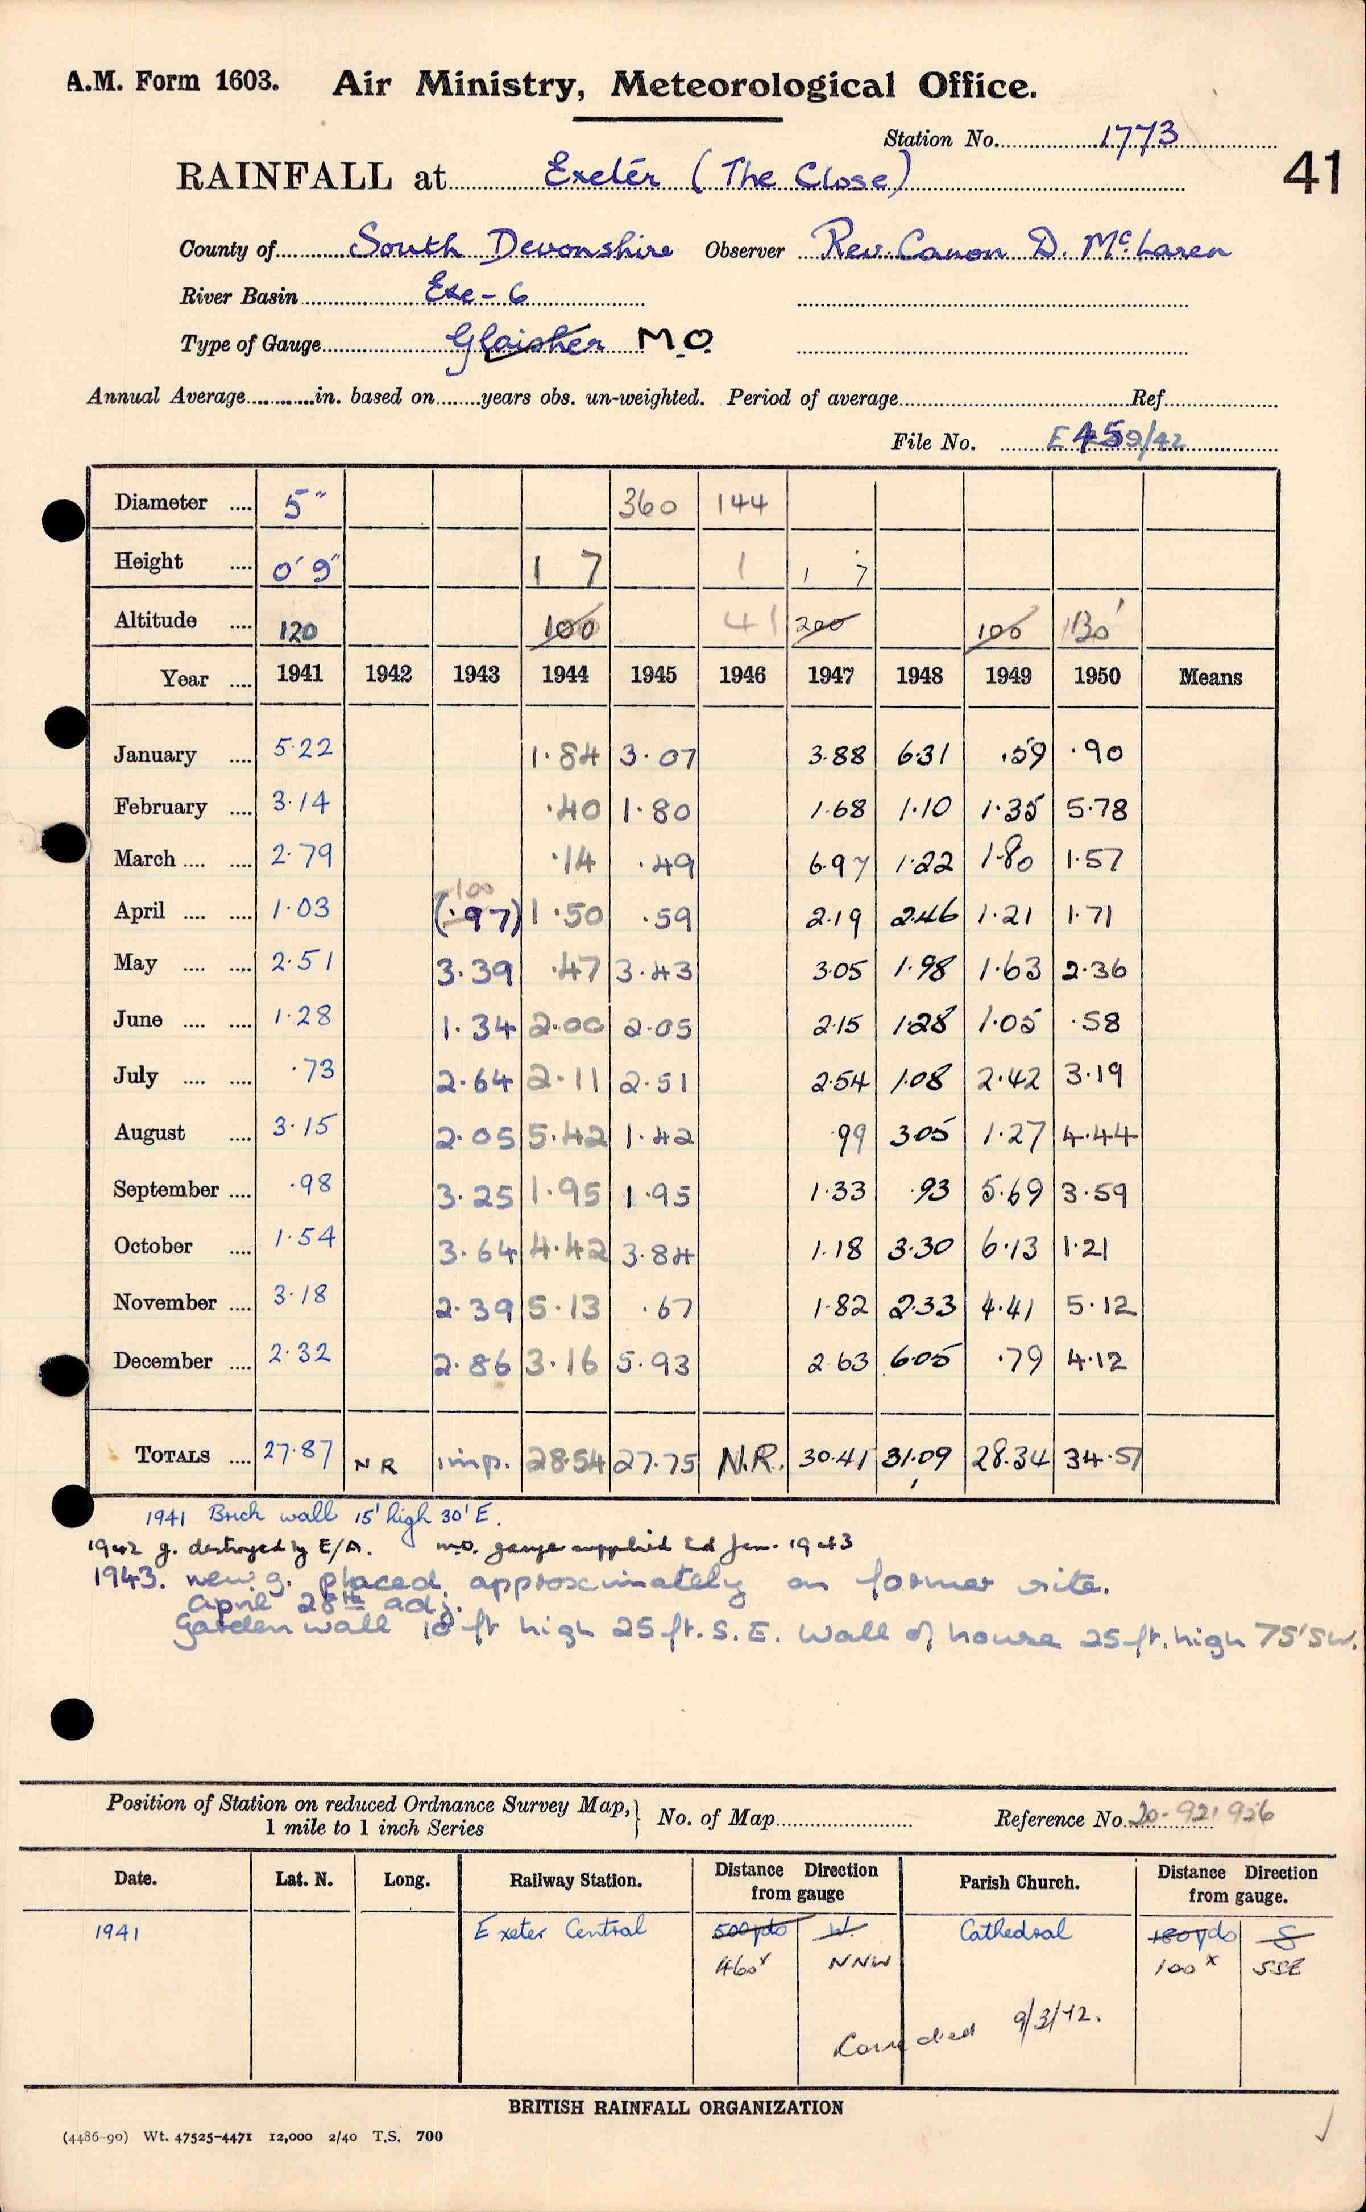 A.M. Form 1603. Air Ministry, Meteorological Office.
Station No. 1773
41
RAINFALL at Exeter (The Close)
County of South Devonshire Observer Rev. Canon D. McLaren
River Basin Exe-6
Type of Gauge Glaisher M.O.
Annual Average in. based on years obs. un-weighted. Period of average Ref.
File No. E 4592/42
Diameter .... 5" 360 144
Height .... 0' 9" 1 7 1 1 7
Altitude .... 120 100 41 200 100 130'
Year .... 1941 1942 1943 1944 1945 1946 1947 1948 1949 1950 Means
January .... 5.22 1.84 3.07 3.88 6.31 .59 .90
February .... 3.14 .40 1.80 1.68 1.10 1.35 5.78
March .... .... 2.79 .14 .49 6.97 1.22 1.80 1.57
100
April .... .... 1.03 (.97) 1.50 .59 2.19 2.46 1.21 1.71
May .... .... 2.51 3.39 .47 3.43 3.05 1.98 1.63 2.36
June .... .... 1.28 1.34 2.00 2.05 2.15 1.28 1.05 .58
July .... .... .73 2.64 2.11 2.51 2.54 1.08 2.42 3.19
August .... 3.15 2.05 5.42 1.42 .99 3.05 1.27 4.44
September .... .98 3.25 1.95 1.95 1.33 .93 5.69 3.59
October .... 1.54 3.64 4.42 3.84 1.18 3.30 6.13 1.21
November .... 3.18 2.39 5.13 .67 1.82 2.33 4.41 5.12
December .... 2.32 2.86 3.16 5.93 2.63 6.05 .79 4.12
TOTALS .... 27.87 NR imp. 28.54 27.75 N.R. 30.41 31.09 28.34 34.57
1941 Brick wall 15' high 30' E.
1942 g. destroyed by E/A. M.O. gauge supplied 2d Jan. 1943
1943. new g. placed approximately on former site.
April 28th adj.
Garden wall 10 ft high 25 ft. S.E. Wall of house 25 ft. high 75' SW.
Position of Station on reduced Ordnance Survey Map, 1 mile to 1 inch Series } No. of Map Reference No. 20-921926
Date. Lat. N. Long. Railway Station. Distance Direction from gauge Parish Church. Distance Direction from gauge.
1941 Exeter Central 500yds W. Cathedral 180yds S
460x NNW 100x SSE
9/3/42.
BRITISH RAINFALL ORGANIZATION
(4486-90) Wt. 47525-4471 12,000 2/40 T.S. 700